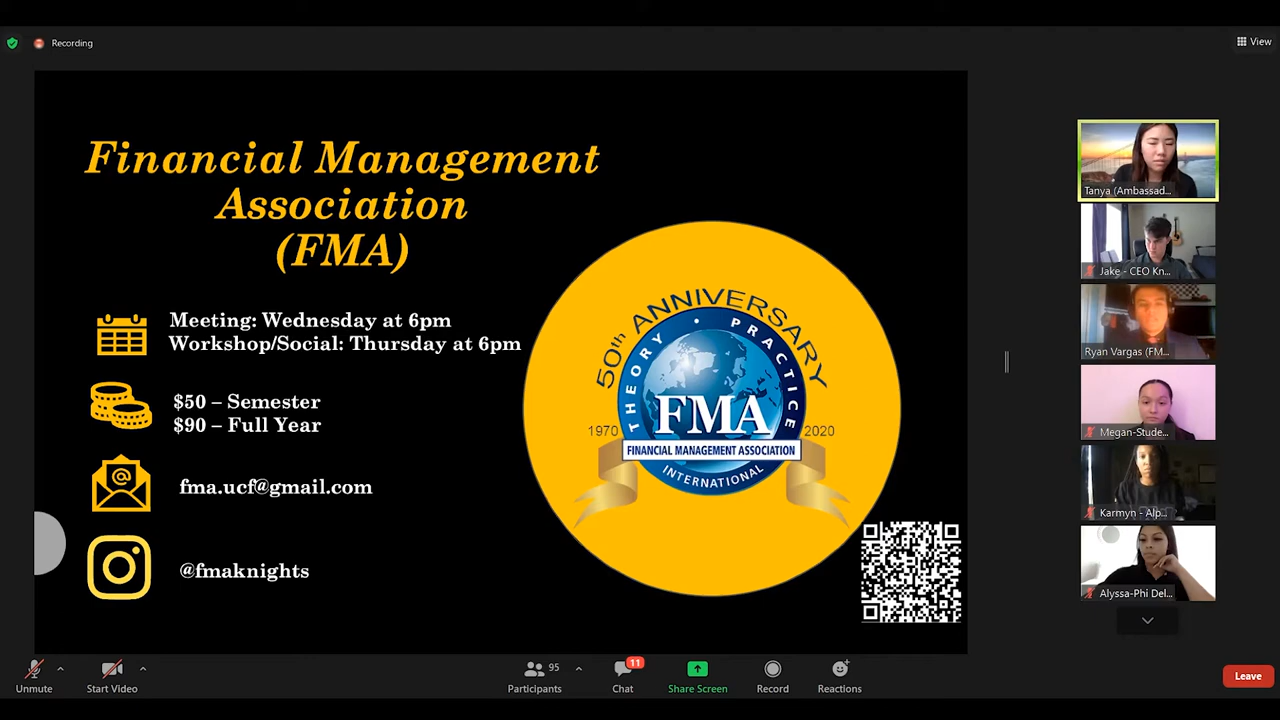 Recording
View
Financial Management
Association
(FMA)
Meeting: Wednesday at 6pm
Workshop/Social: Thursday at 6pm
$50 – Semester
$90 – Full Year
fma.ucf@gmail.com
@fmaknights
50th ANNIVERSARY
THEORY • PRACTICE
1970
2020
FMA
FINANCIAL MANAGEMENT ASSOCIATION
INTERNATIONAL
Tanya (Ambassad...
Jake - CEO Kn...
Ryan Vargas (FM...
Megan-Stude...
Karmyn - Alp...
Alyssa-Phi Del...
Unmute
Start Video
Participants
95
Chat
11
Share Screen
Record
Reactions
Leave